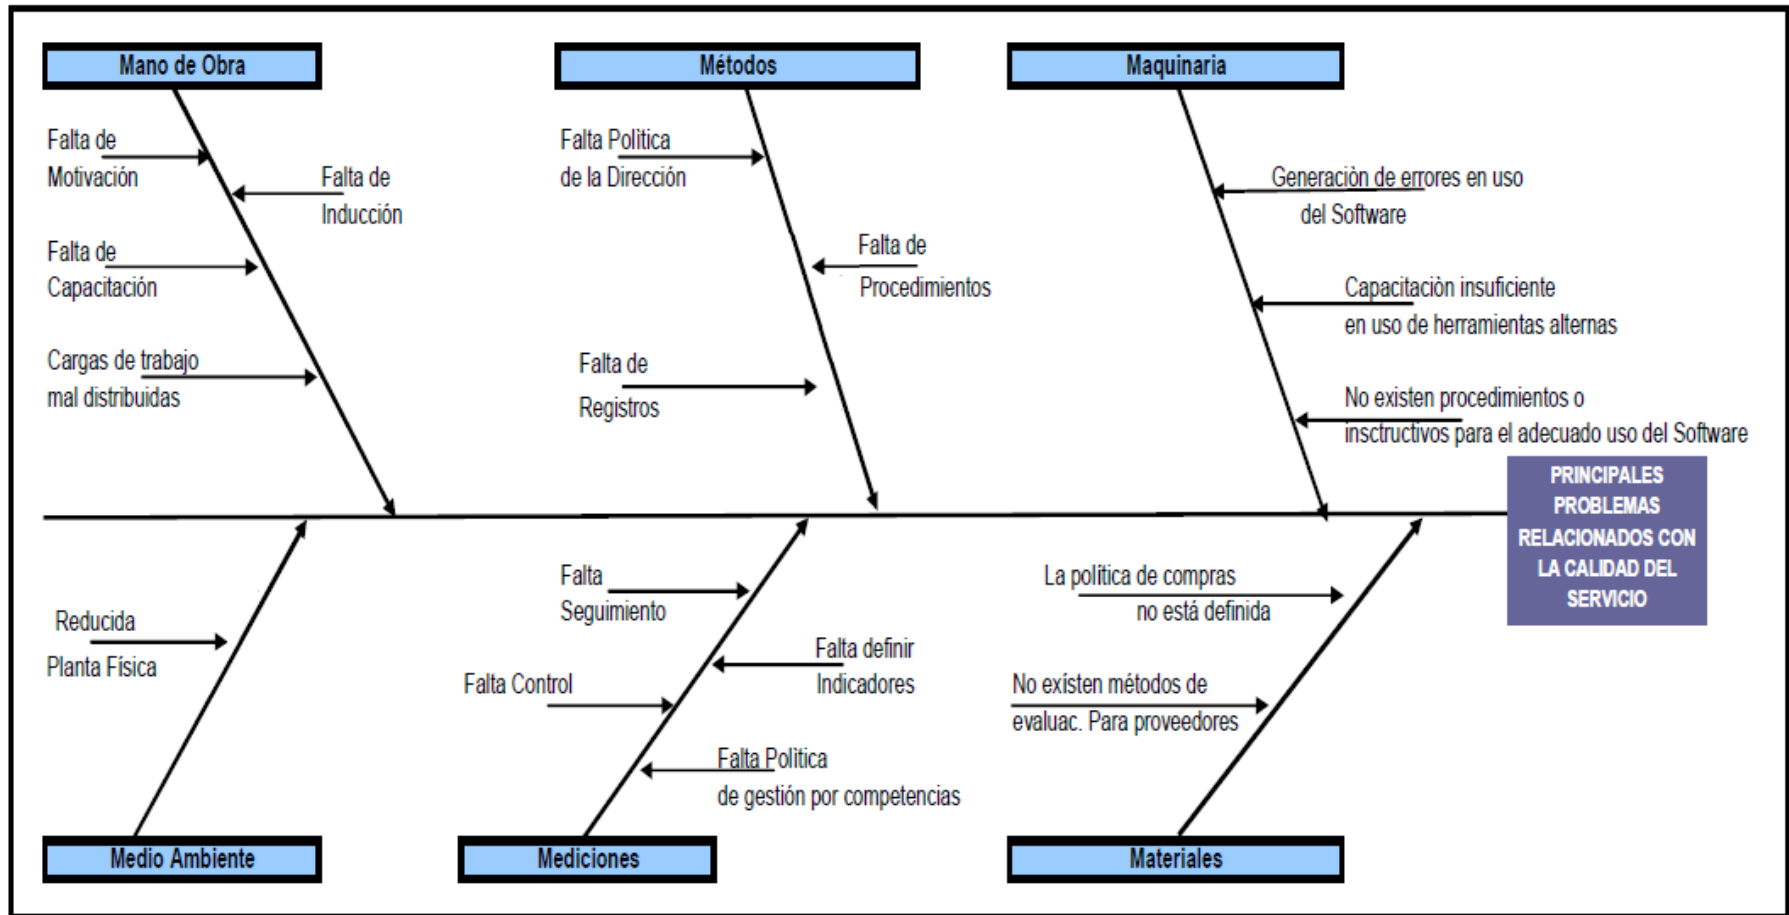 Mano de Obra
Métodos
Maquinaria
Falta de
Motivación
Falta de
Inducción
Falta de
Capacitación
Cargas de trabajo
mal distribuidas
Falta Polìtica
de la Dirección
Falta de
Procedimientos
Falta de
Registros
Generaciòn de errores en uso
del Software
Capacitaciòn insuficiente
en uso de herramientas alternas
No existen procedimientos o
insctructivos para el adecuado uso del Software
PRINCIPALES
PROBLEMAS
RELACIONADOS CON
LA CALIDAD DEL
SERVICIO
Reducida
Planta Física
Falta
Seguimiento
Falta definir
Indicadores
Falta Control
Falta Polìtica
de gestión por competencias
La política de compras
no está definida
No existen métodos de
evaluac. Para proveedores
Medio Ambiente
Mediciones
Materiales